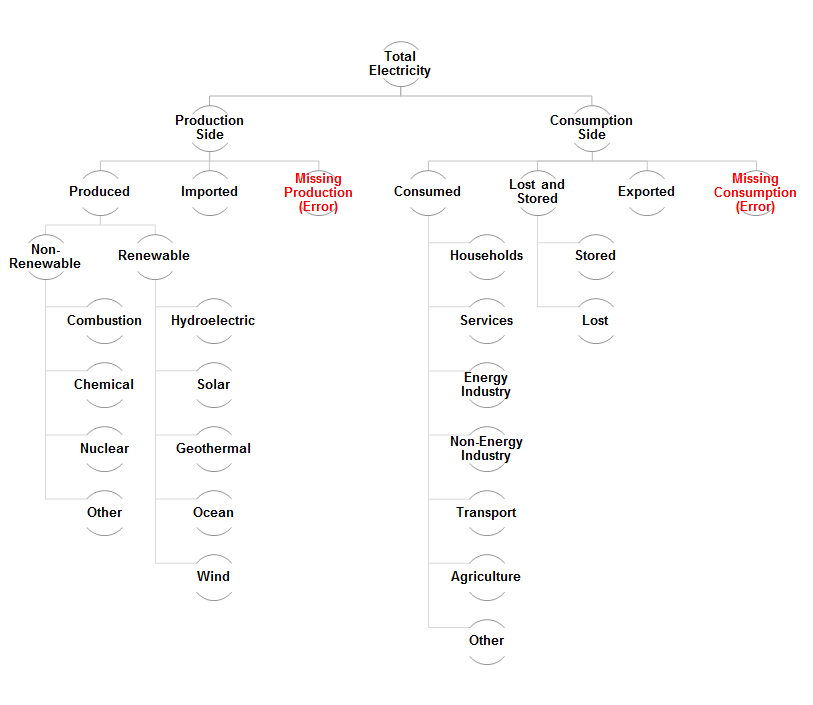 Total
Electricity
Production
Side
Consumption
Side
Produced
Imported
Missing
Production
(Error)
Consumed
Lost and
Stored
Exported
Missing
Consumption
(Error)
Non-
Renewable
Renewable
Households
Stored
Combustion
Hydroelectric
Services
Lost
Chemical
Solar
Energy
Industry
Nuclear
Geothermal
Non-Energy
Industry
Other
Ocean
Transport
Wind
Agriculture
Other